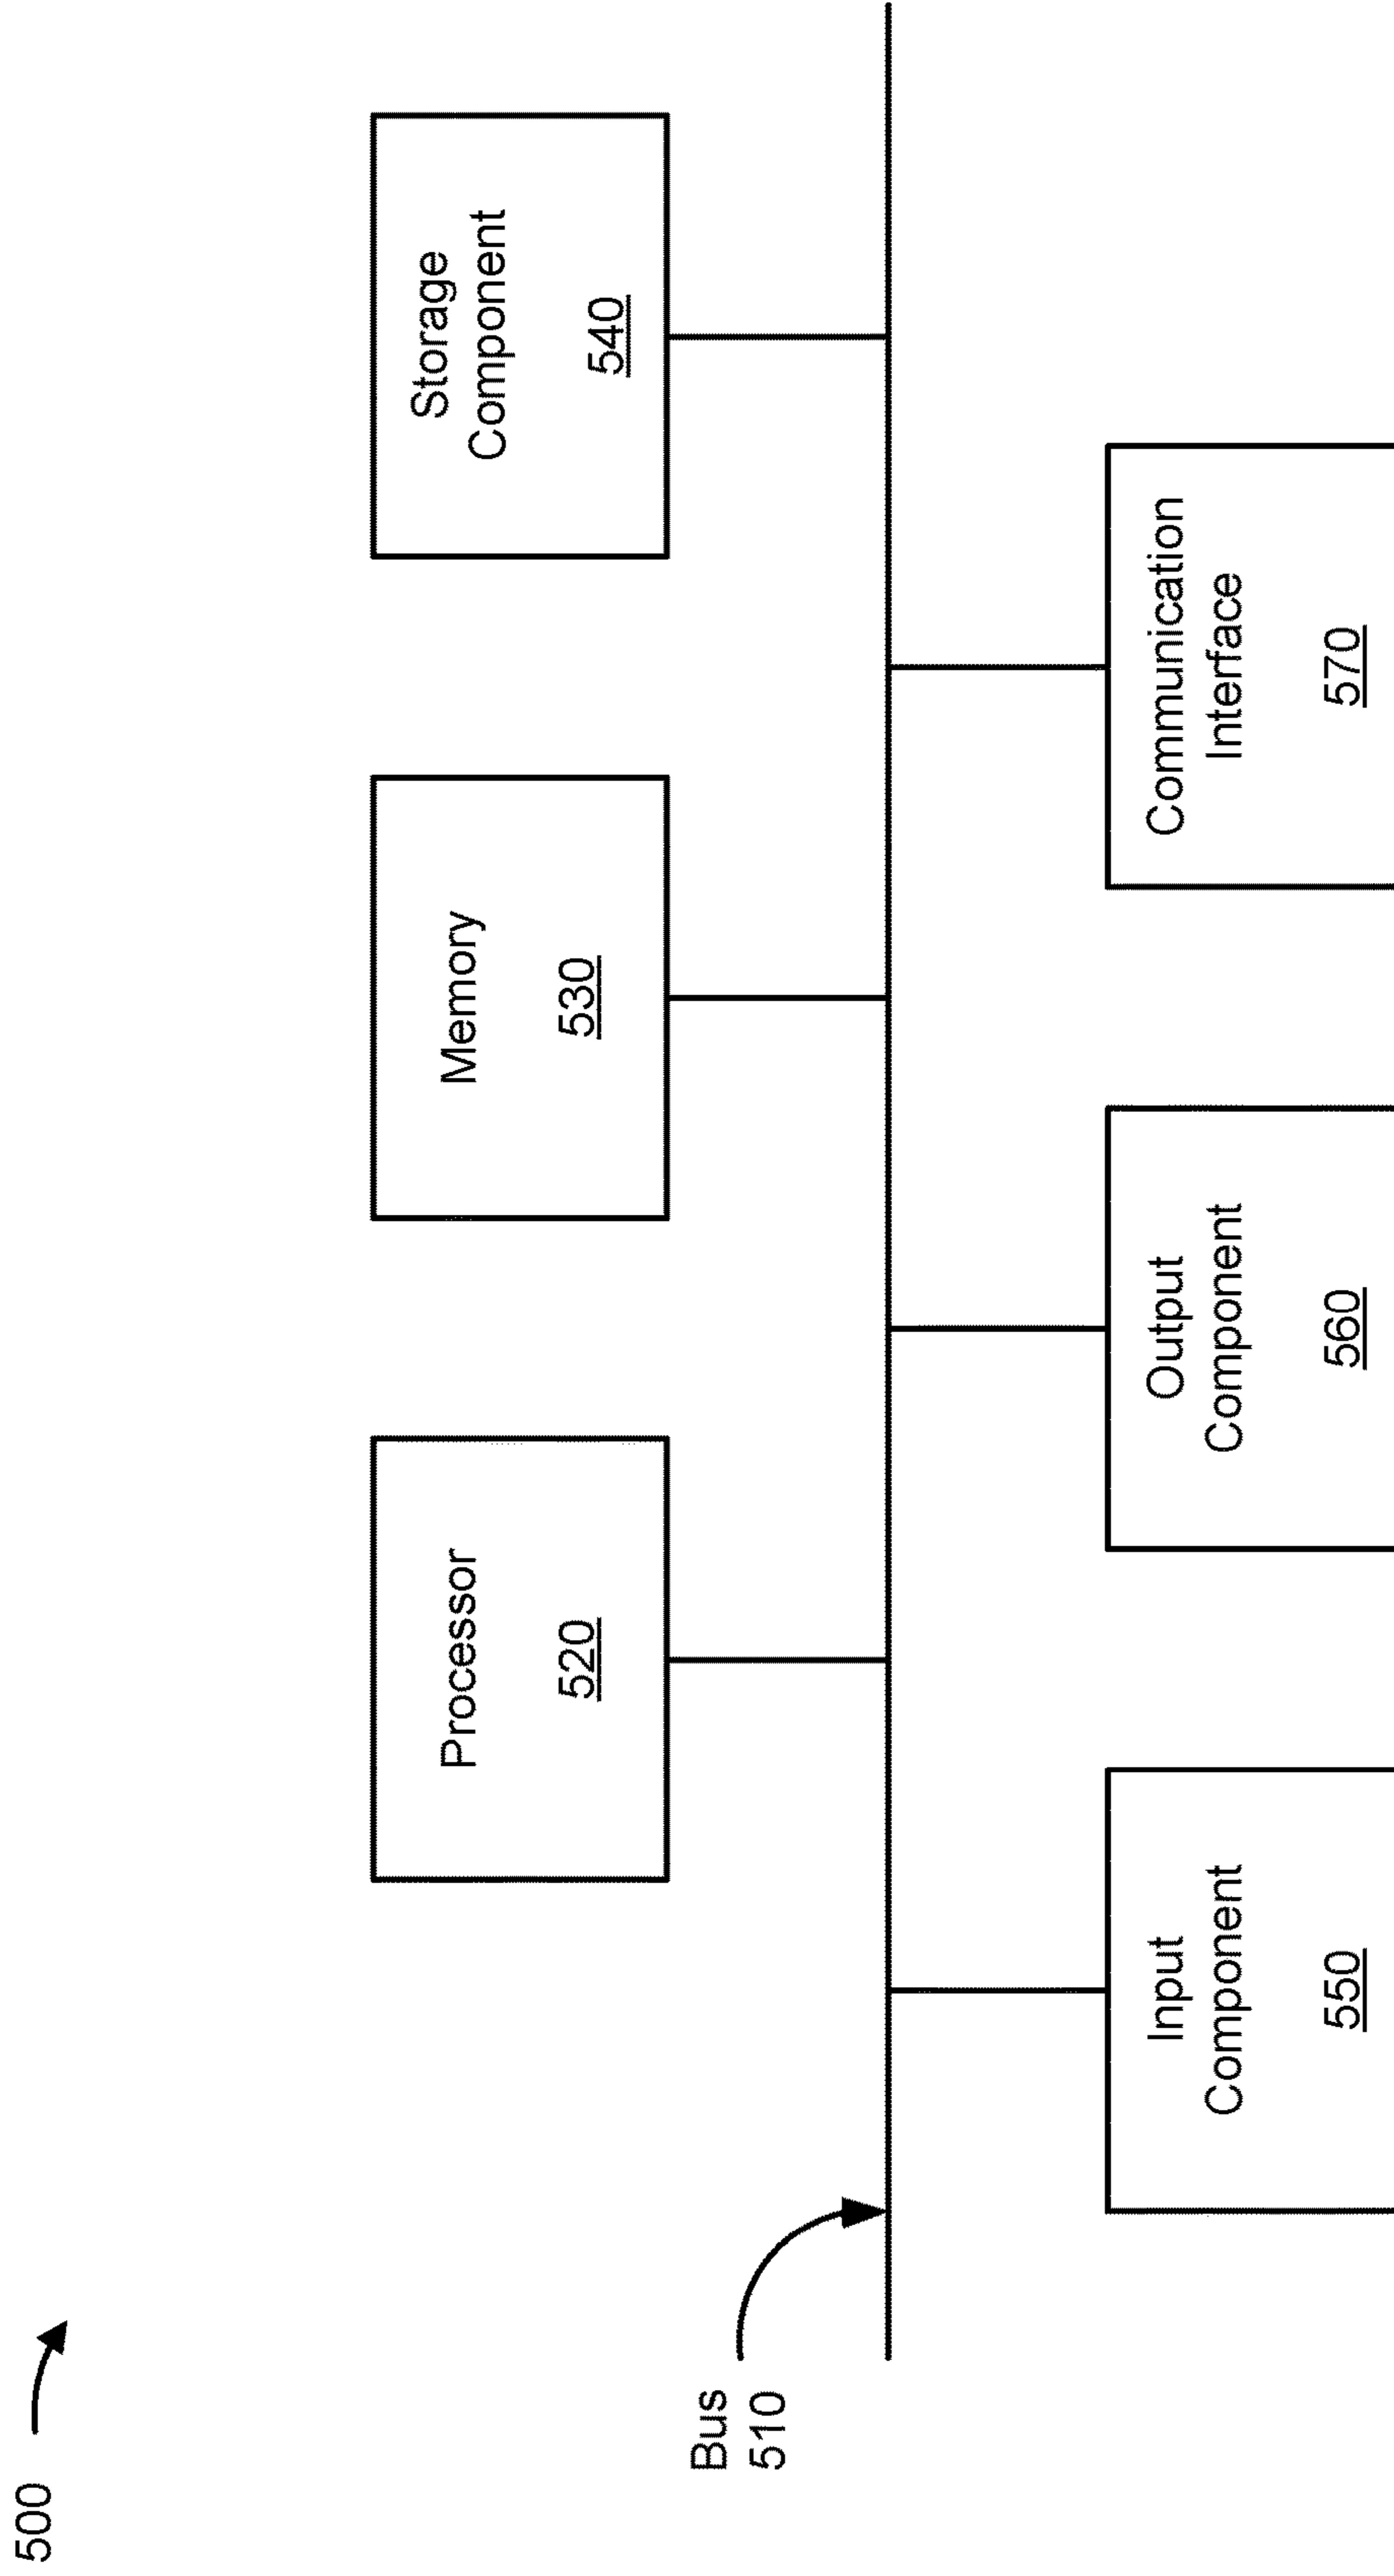 500
Processor
520
Memory
530
Storage
Component
540
Bus
510
Input
Component
550
Output
Component
560
Communication
Interface
570